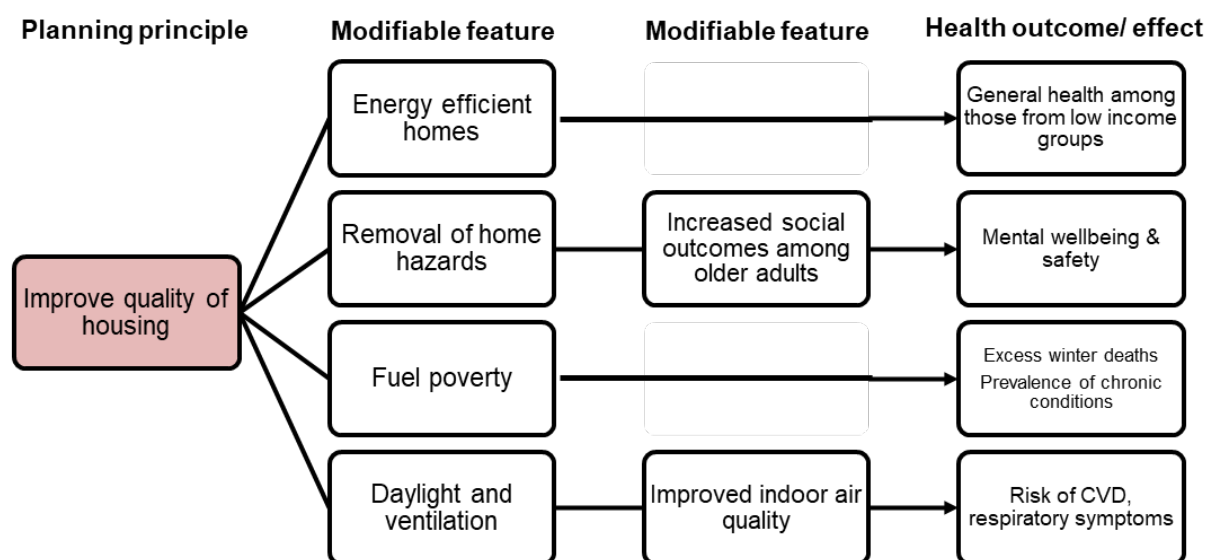 Planning principle
Modifiable feature
Modifiable feature
Health outcome/ effect
Energy efficient
homes
General health among
those from low income
groups
Removal of home
hazards
Increased social
outcomes among
older adults
Mental wellbeing &
safety
Improve quality of
housing
Fuel poverty
Excess winter deaths
Prevalence of chronic
conditions
Daylight and
ventilation
Improved indoor air
quality
Risk of CVD,
respiratory symptoms